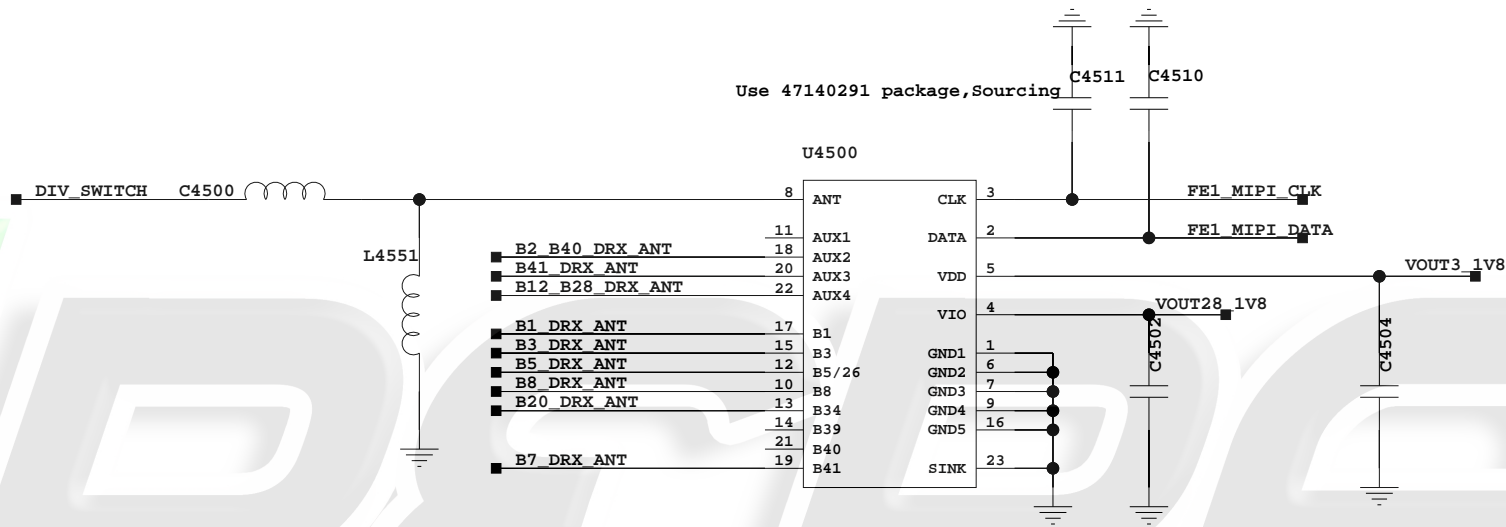 C4511 C4510
Use 47140291 package,Sourcing
U4500
DIV_SWITCH C4500 8 ANT CLK 3 FE1_MIPI_CLK
11 AUX1 DATA 2 FE1_MIPI_DATA
B2_B40_DRX_ANT 18 AUX2
L4551
B41_DRX_ANT 20 AUX3 VDD 5 VOUT3_1V8
B12_B28_DRX_ANT 22 AUX4
VIO 4 VOUT28_1V8
B1_DRX_ANT 17 B1
C4502
C4504
B3_DRX_ANT 15 B3 GND1 1
B5_DRX_ANT 12 B5/26 GND2 6
B8_DRX_ANT 10 B8 GND3 7
B20_DRX_ANT 13 B34 GND4 9
14 B39 GND5 16
21 B40
B7_DRX_ANT 19 B41 SINK 23